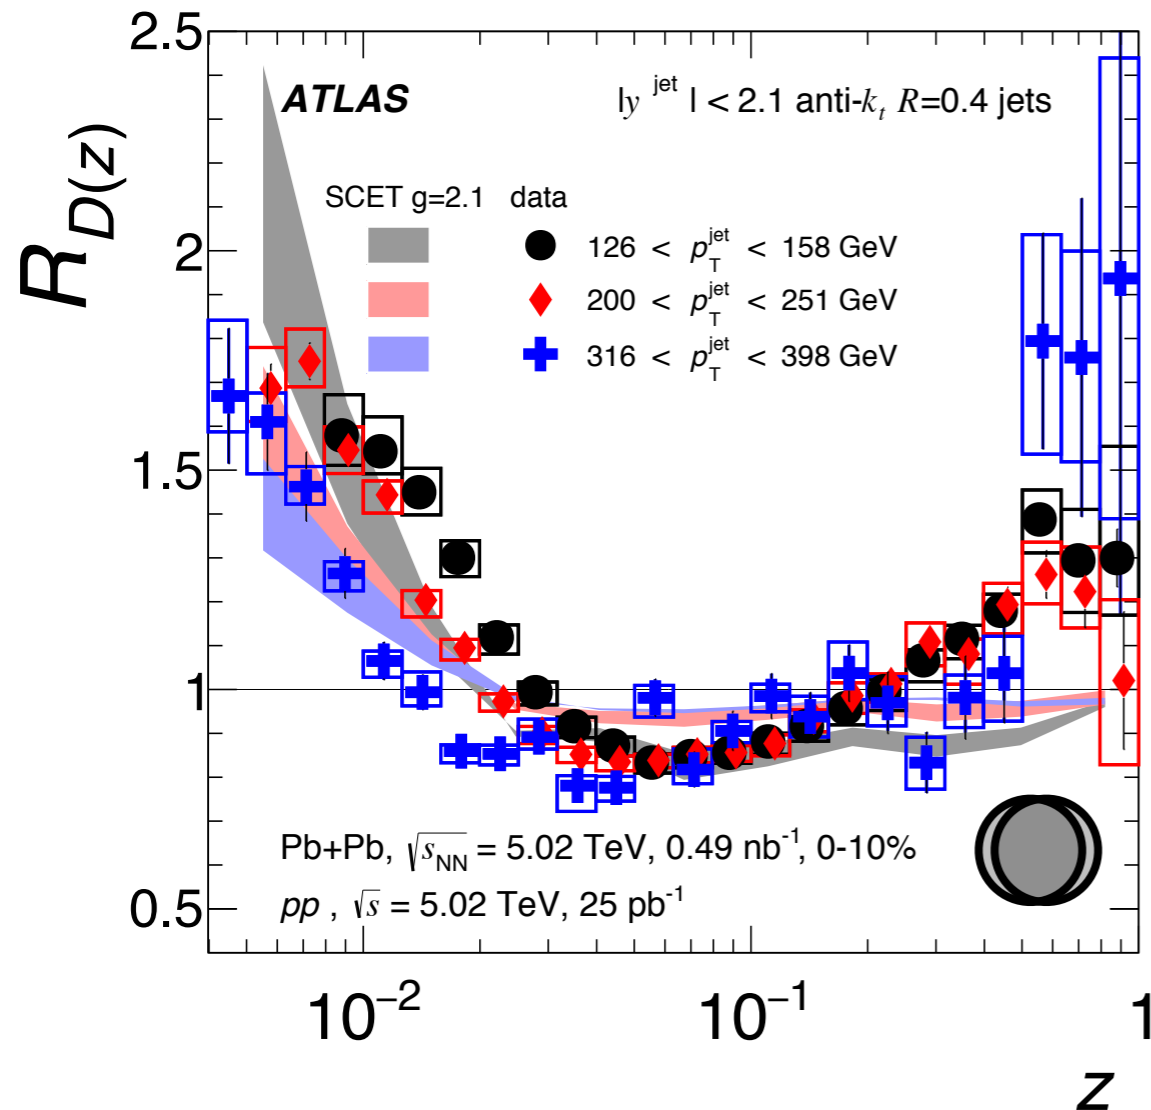 2.5
ATLAS
|y^jet| < 2.1 anti-k_t R=0.4 jets
R_D(z)
SCET g=2.1 data
2
126 < p_T^jet < 158 GeV
200 < p_T^jet < 251 GeV
316 < p_T^jet < 398 GeV
1.5
1
Pb+Pb, √s_NN = 5.02 TeV, 0.49 nb^-1, 0-10%
pp , √s = 5.02 TeV, 25 pb^-1
0.5
10^−2 10^−1 1
z